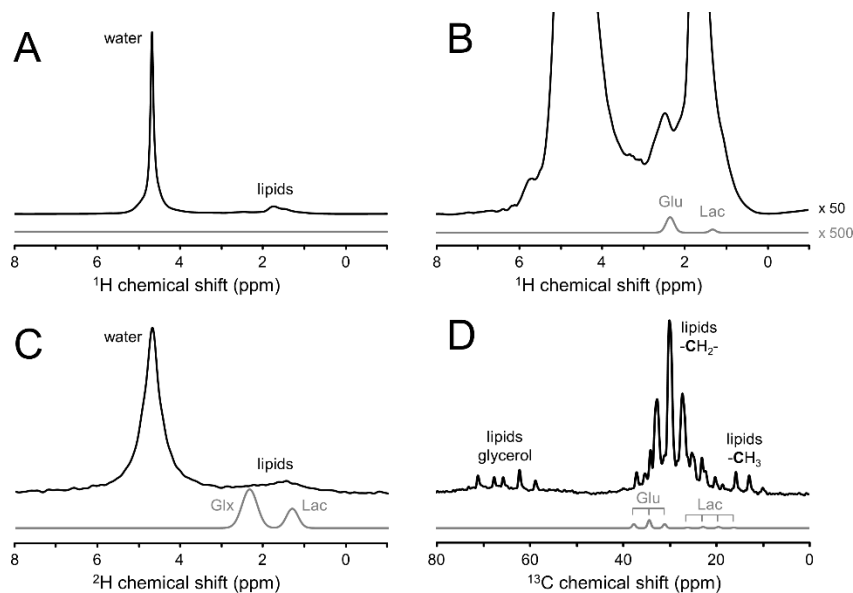 A
water
lipids
8 6 4 2 0
¹H chemical shift (ppm)
B
Glu
Lac
x 50
x 500
8 6 4 2 0
¹H chemical shift (ppm)
C
water
lipids
Glx
Lac
8 6 4 2 0
²H chemical shift (ppm)
D
lipids
-CH₂-
lipids
glycerol
lipids
-CH₃
Glu
Lac
80 60 40 20 0
¹³C chemical shift (ppm)